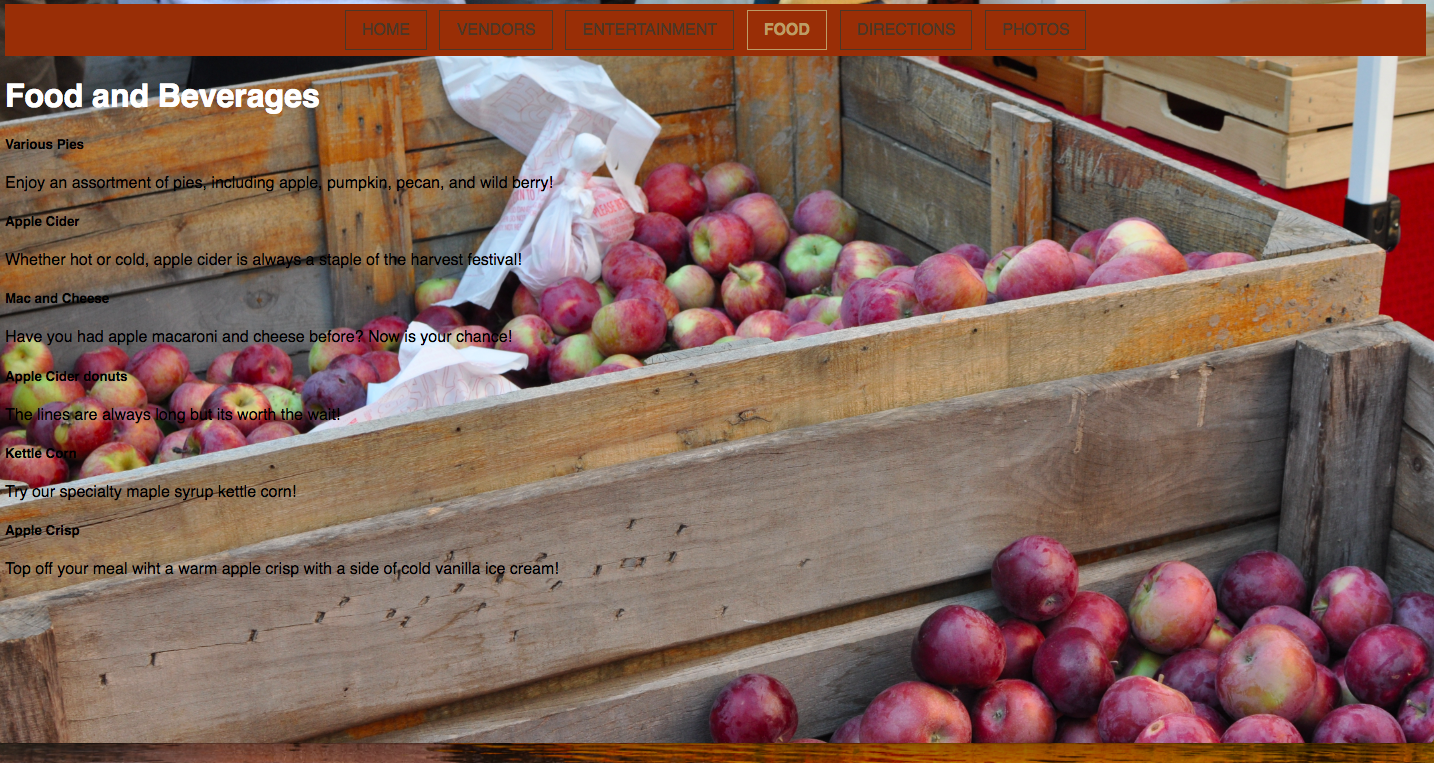 HOME VENDORS ENTERTAINMENT FOOD DIRECTIONS PHOTOS
Food and Beverages
Various Pies
Enjoy an assortment of pies, including apple, pumpkin, pecan, and wild berry!
Apple Cider
Whether hot or cold, apple cider is always a staple of the harvest festival!
Mac and Cheese
Have you had apple macaroni and cheese before? Now is your chance!
Apple Cider donuts
The lines are always long but its worth the wait!
Kettle Corn
Try our specialty maple syrup kettle corn!
Apple Crisp
Top off your meal wiht a warm apple crisp with a side of cold vanilla ice cream!